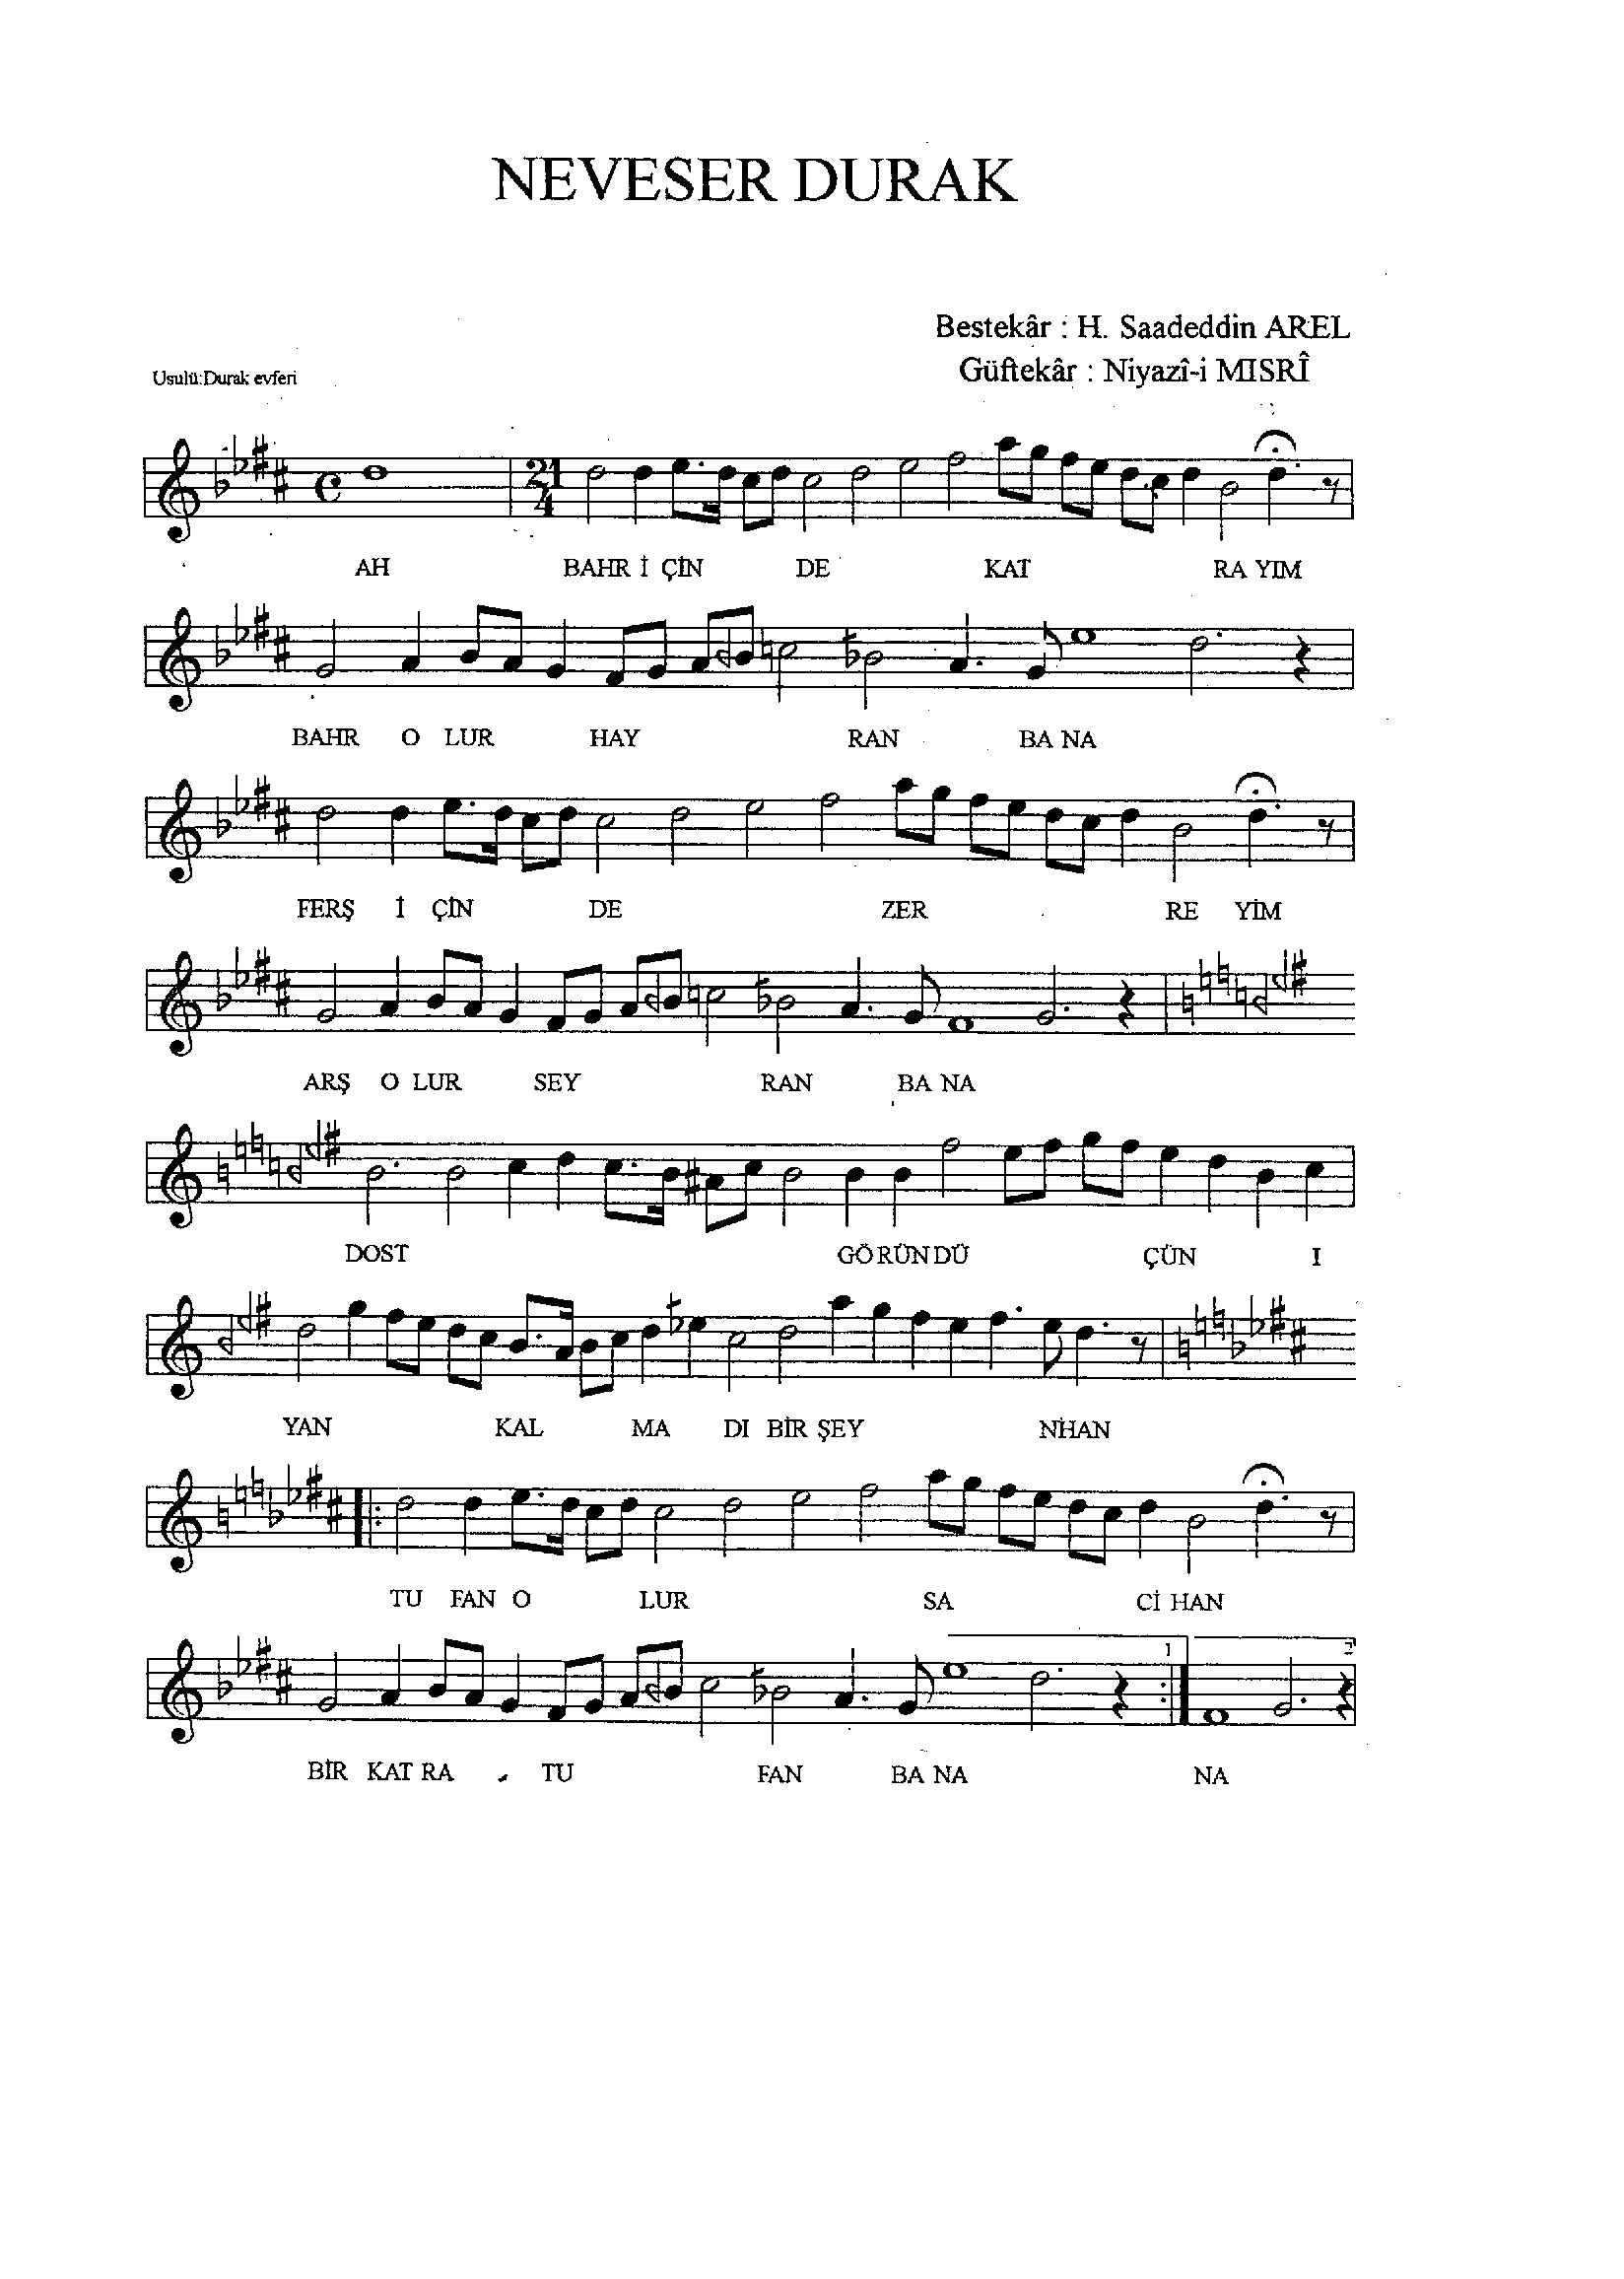 NEVESER DURAK
Bestekâr : H. Saadeddin AREL
Güftekâr : Niyazî-i MISRÎ
Usulü:Durak evferi
21
4
AH BAHR İ ÇİN DE KAT RA YIM
BAHR O LUR HAY RAN BA NA
FERŞ İ ÇİN DE ZER RE YİM
ARŞ O LUR SEY RAN BA NA
DOST GÖ RÜN DÜ ÇÜN I
YAN KAL MA DI BİR ŞEY NHAN
TU FAN O LUR SA Cİ HAN
1 2
BİR KAT RA TU FAN BA NA NA